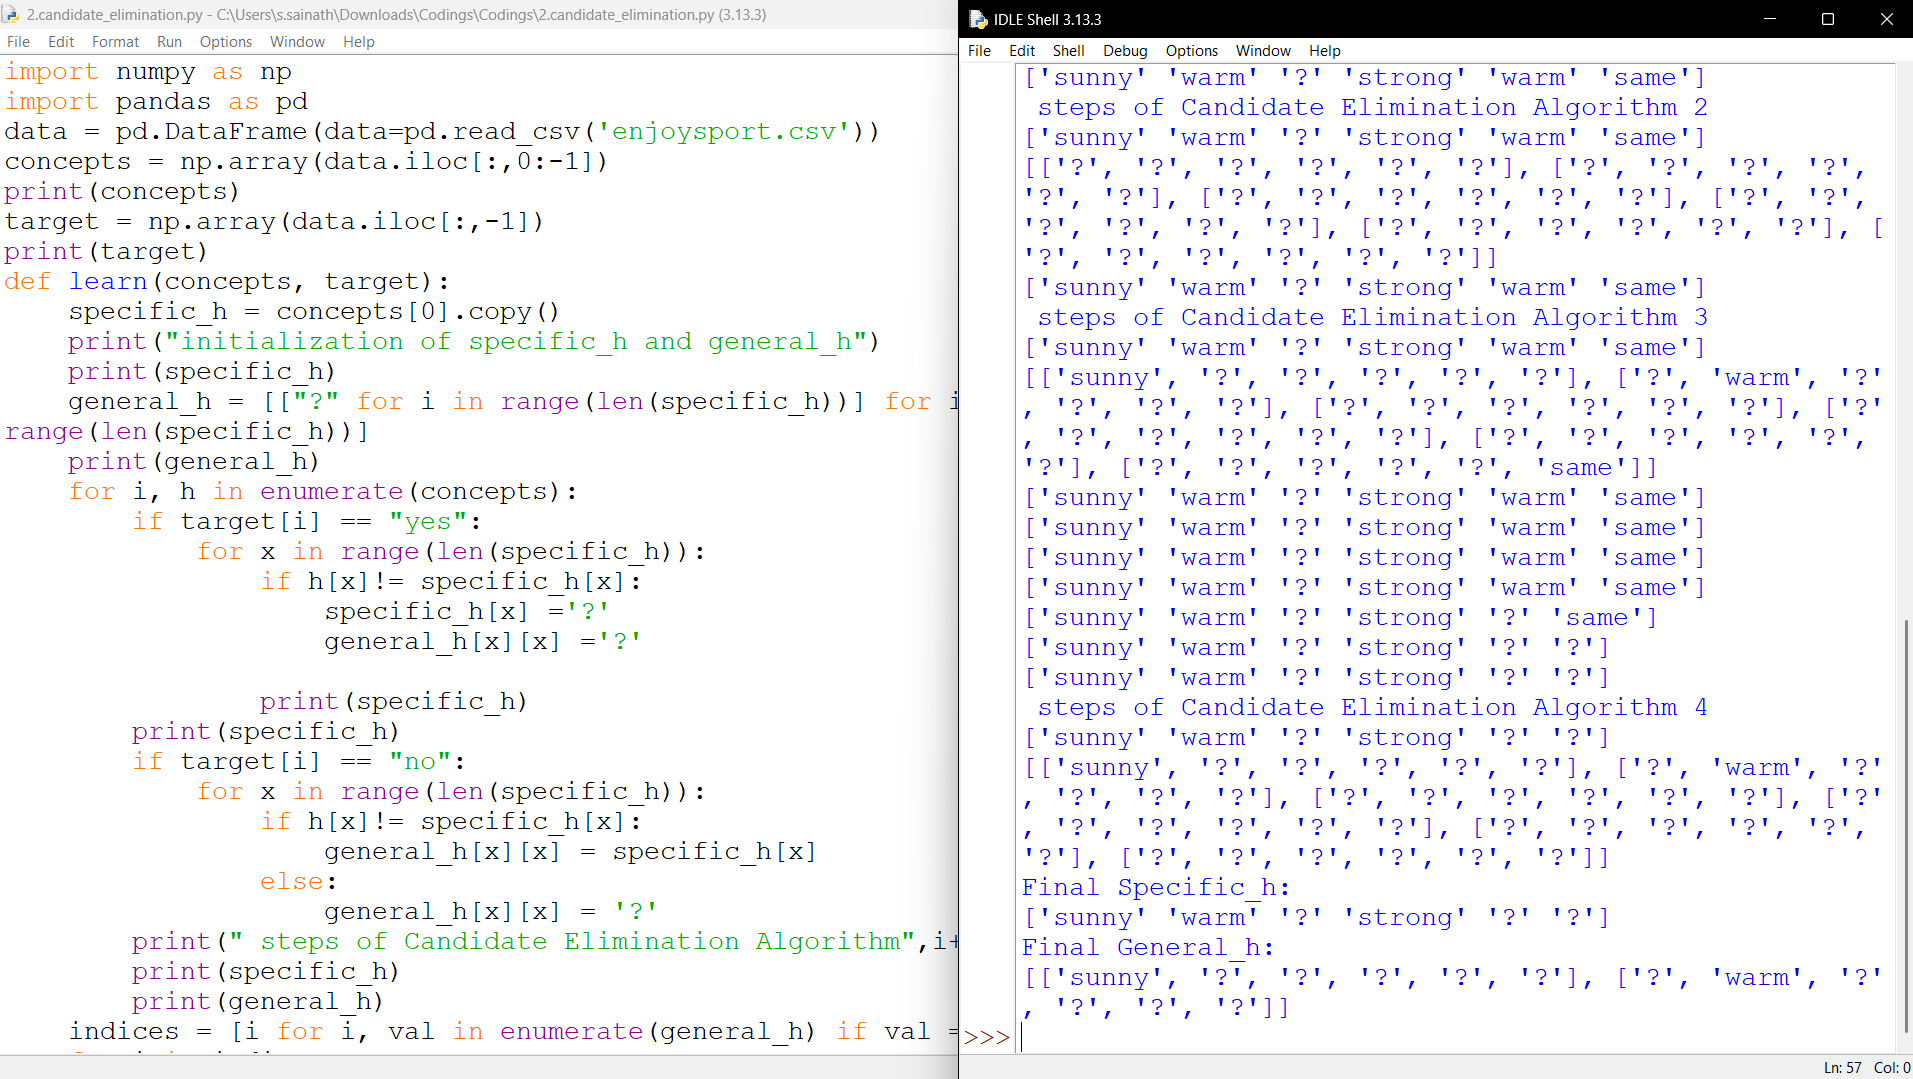 2.candidate_elimination.py - C:\Users\s.sainath\Downloads\Codings\Codings\2.candidate_elimination.py (3.13.3)
File Edit Format Run Options Window Help
import numpy as np
import pandas as pd
data = pd.DataFrame(data=pd.read_csv('enjoysport.csv'))
concepts = np.array(data.iloc[:,0:-1])
print(concepts)
target = np.array(data.iloc[:,-1])
print(target)
def learn(concepts, target):
    specific_h = concepts[0].copy()
    print("initialization of specific_h and general_h")
    print(specific_h)
    general_h = [["?" for i in range(len(specific_h))] for i
range(len(specific_h))]
    print(general_h)
    for i, h in enumerate(concepts):
        if target[i] == "yes":
            for x in range(len(specific_h)):
                if h[x]!= specific_h[x]:
                    specific_h[x] ='?'
                    general_h[x][x] ='?'
                print(specific_h)
        print(specific_h)
        if target[i] == "no":
            for x in range(len(specific_h)):
                if h[x]!= specific_h[x]:
                    general_h[x][x] = specific_h[x]
                else:
                    general_h[x][x] = '?'
        print(" steps of Candidate Elimination Algorithm",i+
        print(specific_h)
        print(general_h)
    indices = [i for i, val in enumerate(general_h) if val =
IDLE Shell 3.13.3
File Edit Shell Debug Options Window Help
['sunny' 'warm' '?' 'strong' 'warm' 'same']
 steps of Candidate Elimination Algorithm 2
['sunny' 'warm' '?' 'strong' 'warm' 'same']
[['?', '?', '?', '?', '?', '?'], ['?', '?', '?', '?',
'?', '?'], ['?', '?', '?', '?', '?', '?'], ['?', '?',
'?', '?', '?', '?'], ['?', '?', '?', '?', '?', '?'], [
'?', '?', '?', '?', '?', '?']]
['sunny' 'warm' '?' 'strong' 'warm' 'same']
 steps of Candidate Elimination Algorithm 3
['sunny' 'warm' '?' 'strong' 'warm' 'same']
[['sunny', '?', '?', '?', '?', '?'], ['?', 'warm', '?'
, '?', '?', '?'], ['?', '?', '?', '?', '?', '?'], ['?'
, '?', '?', '?', '?', '?'], ['?', '?', '?', '?', '?',
'?'], ['?', '?', '?', '?', '?', 'same']]
['sunny' 'warm' '?' 'strong' 'warm' 'same']
['sunny' 'warm' '?' 'strong' 'warm' 'same']
['sunny' 'warm' '?' 'strong' 'warm' 'same']
['sunny' 'warm' '?' 'strong' 'warm' 'same']
['sunny' 'warm' '?' 'strong' '?' 'same']
['sunny' 'warm' '?' 'strong' '?' '?']
['sunny' 'warm' '?' 'strong' '?' '?']
 steps of Candidate Elimination Algorithm 4
['sunny' 'warm' '?' 'strong' '?' '?']
[['sunny', '?', '?', '?', '?', '?'], ['?', 'warm', '?'
, '?', '?', '?'], ['?', '?', '?', '?', '?', '?'], ['?'
, '?', '?', '?', '?', '?'], ['?', '?', '?', '?', '?',
'?'], ['?', '?', '?', '?', '?', '?']]
Final Specific_h:
['sunny' 'warm' '?' 'strong' '?' '?']
Final General_h:
[['sunny', '?', '?', '?', '?', '?'], ['?', 'warm', '?'
, '?', '?', '?']]
>>>
Ln: 57 Col: 0